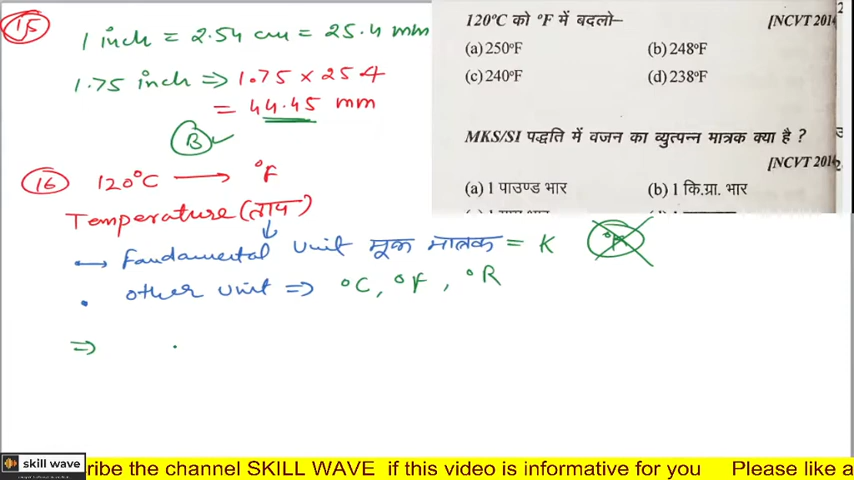 15
1 inch = 2.54 cm = 25.4 mm
1.75 inch ⇒ 1.75 × 25 4
= 44.45 mm
B
16 120°C → °F
Temperature (ताप)
Fundamental unit मूल मात्रक = K
• other unit ⇒ °C, °F, °R
⇒
120°C को °F में बदलो– [NCVT 2014
(a) 250°F (b) 248°F
(c) 240°F (d) 238°F
MKS/SI पद्धति में वजन का व्युत्पन्न मात्रक क्या है ?
[NCVT 2014
(a) 1 पाउण्ड भार (b) 1 कि.ग्रा. भार
skill wave
ribe the channel SKILL WAVE if this video is informative for you Please like a